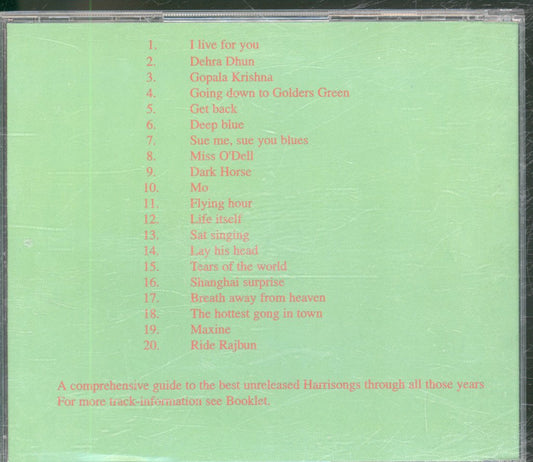 1. I live for you
2. Dehra Dhun
3. Gopala Krishna
4. Going down to Golders Green
5. Get back
6. Deep blue
7. Sue me, sue you blues
8. Miss O'Dell
9. Dark Horse
10. Mo
11. Flying hour
12. Life itself
13. Sat singing
14. Lay his head
15. Tears of the world
16. Shanghai surprise
17. Breath away from heaven
18. The hottest gong in town
19. Maxine
20. Ride Rajbun
A comprehensive guide to the best unreleased Harrisongs through all those years
For more track-information see Booklet.